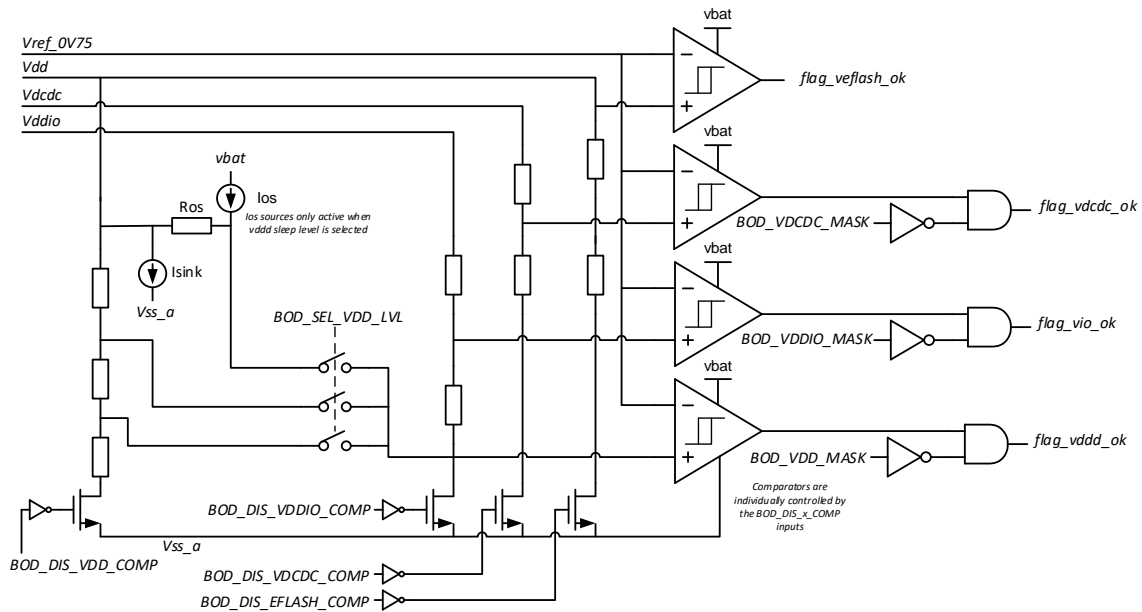 vbat
Vref_0V75
Vdd
flag_veflash_ok
Vdcdc
Vddio
vbat
vbat
Ios
Ros
Ios sources only active when
vddd sleep level is selected
BOD_VDCDC_MASK
flag_vdcdc_ok
vbat
Isink
Vss_a
BOD_SEL_VDD_LVL
BOD_VDDIO_MASK
flag_vio_ok
vbat
flag_vddd_ok
BOD_VDD_MASK
Comparators are
individually controlled by
the BOD_DIS_x_COMP
inputs
BOD_DIS_VDDIO_COMP
Vss_a
BOD_DIS_VDD_COMP
BOD_DIS_VDCDC_COMP
BOD_DIS_EFLASH_COMP